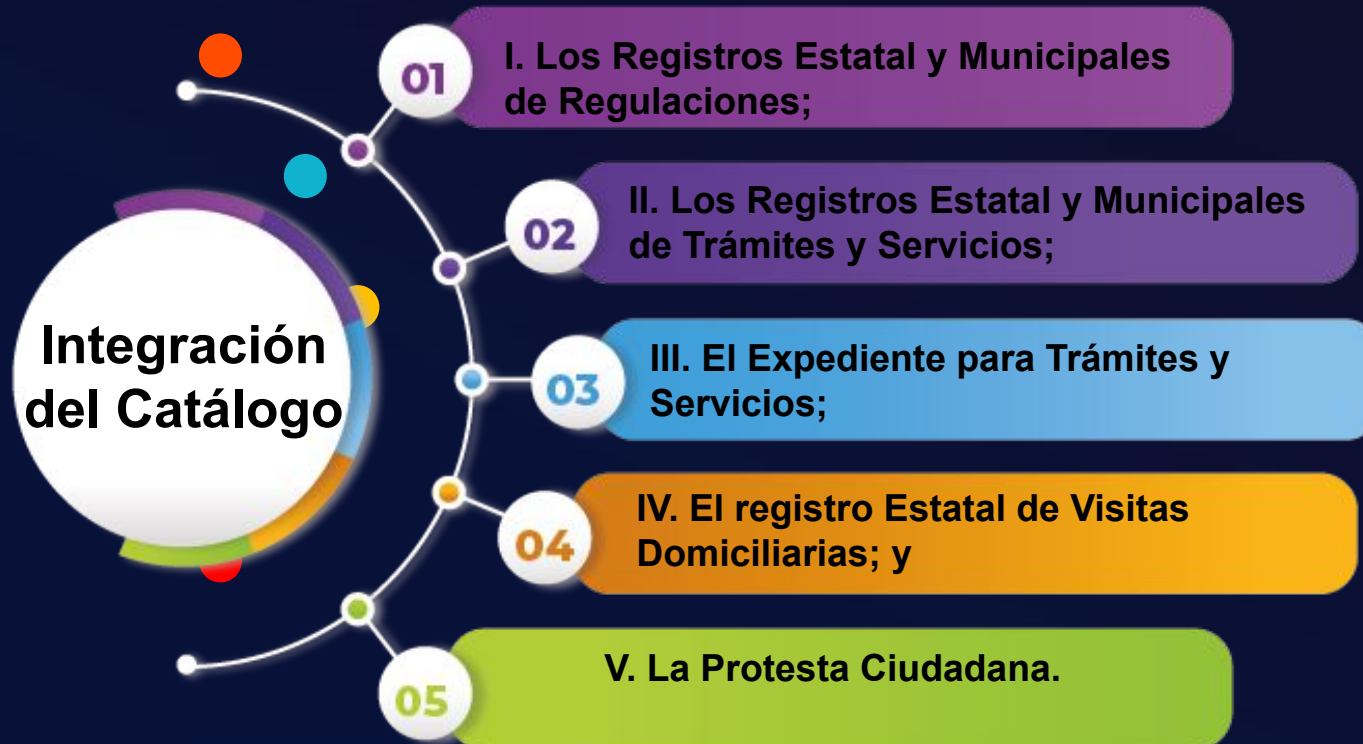 Integración
del Catálogo
01
I. Los Registros Estatal y Municipales
de Regulaciones;
02
II. Los Registros Estatal y Municipales
de Trámites y Servicios;
03
III. El Expediente para Trámites y
Servicios;
04
IV. El registro Estatal de Visitas
Domiciliarias; y
05
V. La Protesta Ciudadana.